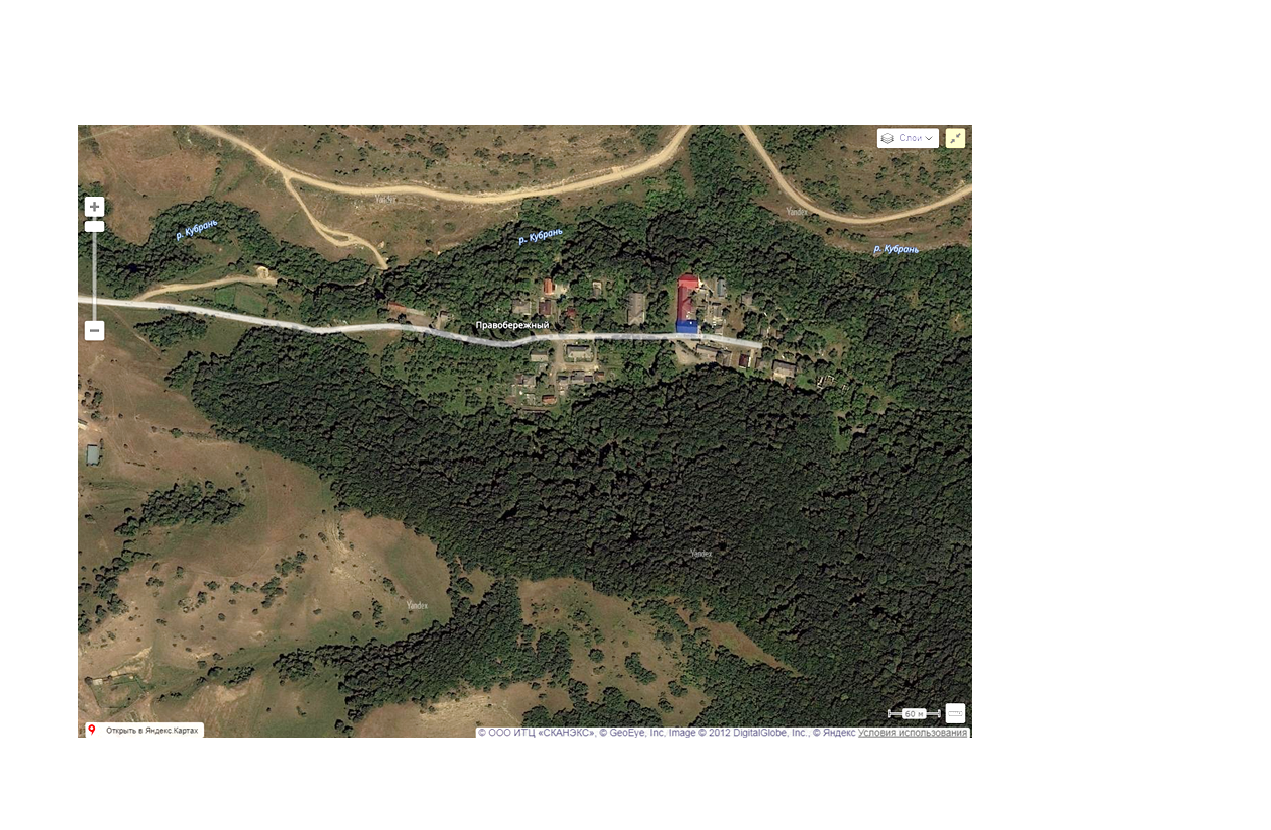 Слои
Yandex
Yandex
р. Кубрань
р. Кубрань
р. Кубрань
Правобережный
Yandex
Yandex
60 м
Открыть в Яндекс.Картах
© ООО ИТЦ «СКАНЭКС», © GeoEye, Inc, Image © 2012 DigitalGlobe, Inc., © Яндекс Условия использования